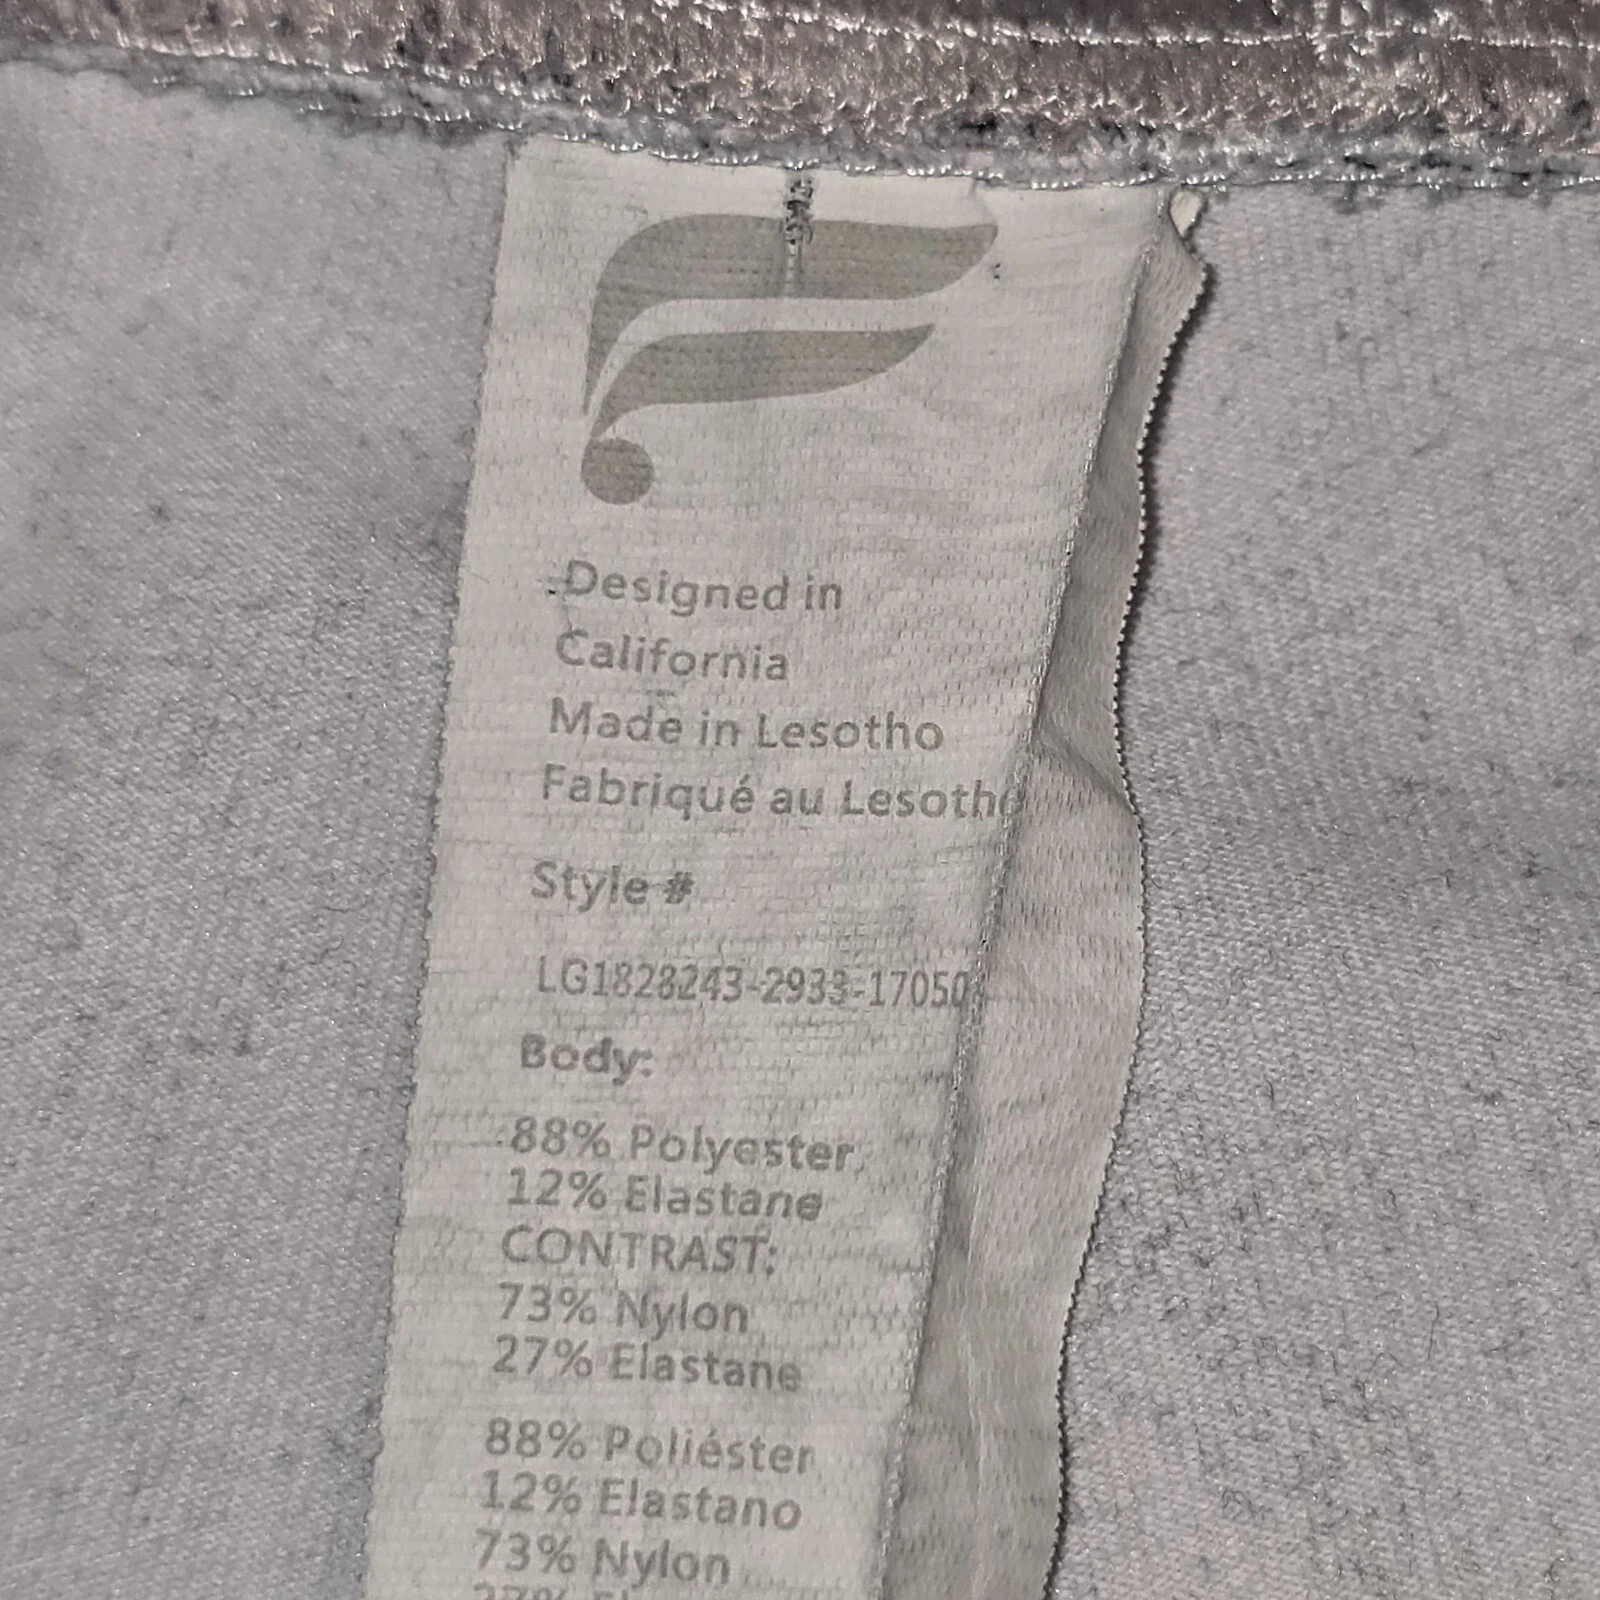 Designed in
California
Made in Lesotho
Fabriqué au Lesotho
Style #
LG1828243-2933-17050
Body:
88% Polyester
12% Elastane
CONTRAST:
73% Nylon
27% Elastane
88% Poliéster
12% Elastano
73% Nylon
27%